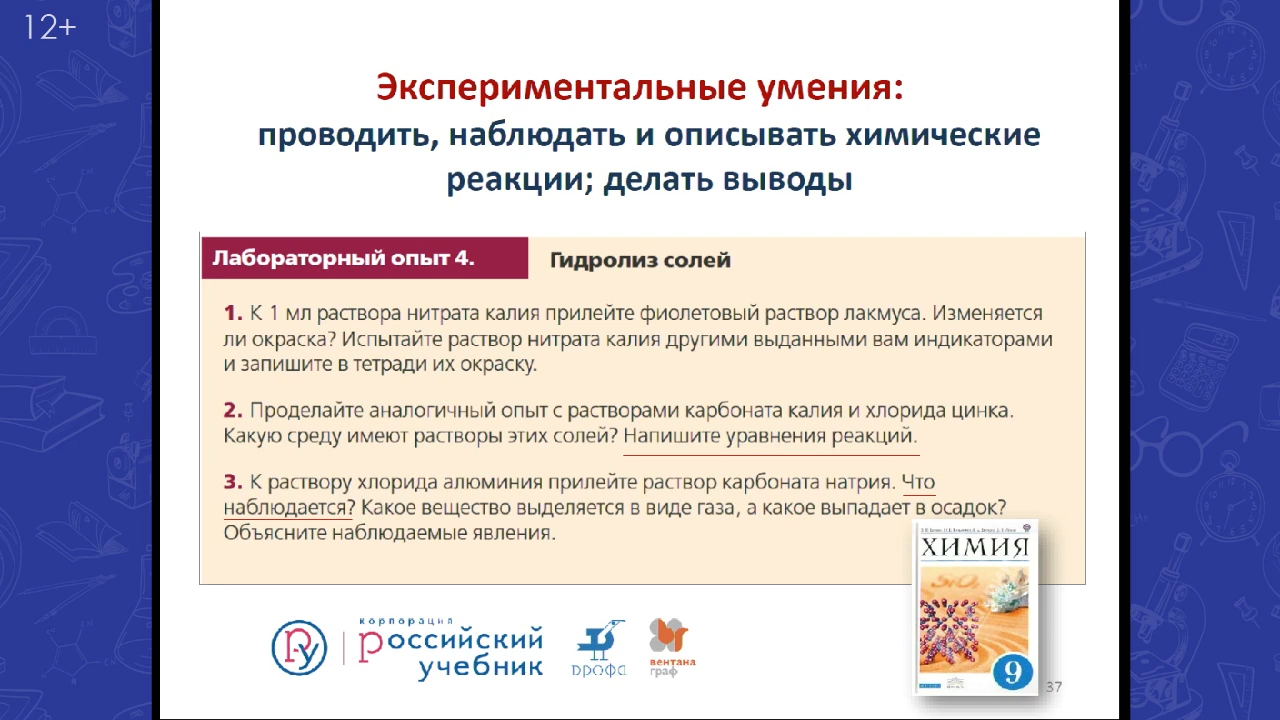 12+
Экспериментальные умения:
проводить, наблюдать и описывать химические
реакции; делать выводы
Лабораторный опыт 4.
Гидролиз солей
1. К 1 мл раствора нитрата калия прилейте фиолетовый раствор лакмуса. Изменяется
ли окраска? Испытайте раствор нитрата калия другими выданными вам индикаторами
и запишите в тетради их окраску.
2. Проделайте аналогичный опыт с растворами карбоната калия и хлорида цинка.
Какую среду имеют растворы этих солей? Напишите уравнения реакций.
3. К раствору хлорида алюминия прилейте раствор карбоната натрия. Что
наблюдается? Какое вещество выделяется в виде газа, а какое выпадает в осадок?
Объясните наблюдаемые явления.
ХИМИЯ
SiO₂
9
РУ
корпорация
российский
учебник
дрофа
вентана
граф
37